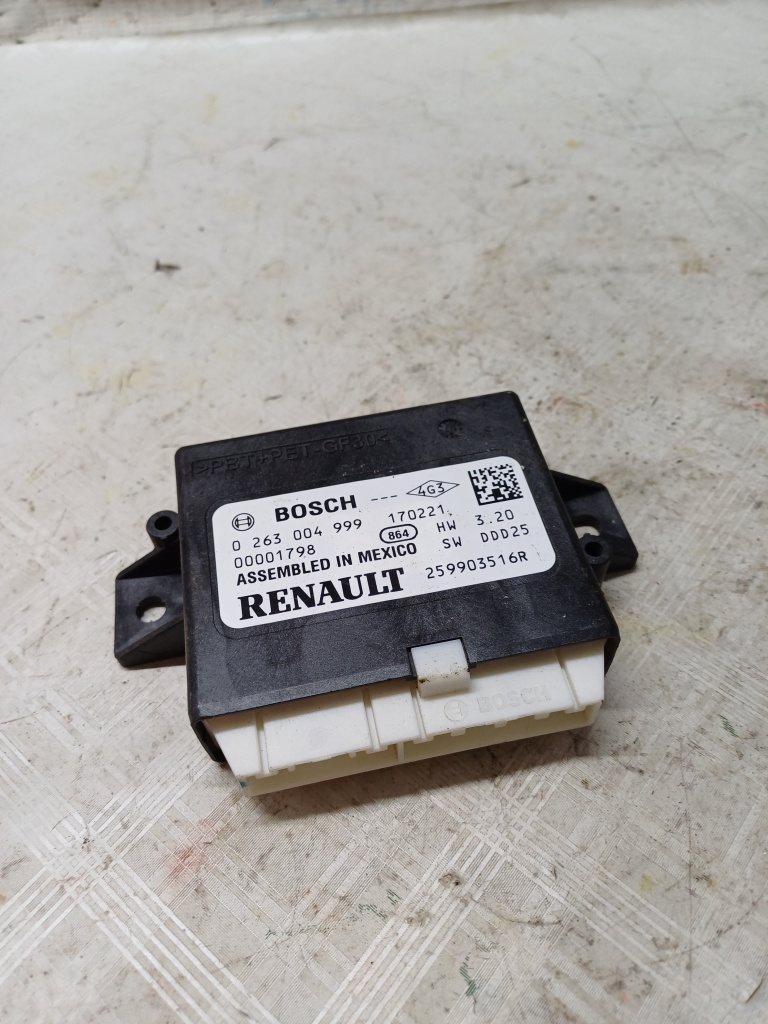 >PBT+PET-GF30<
BOSCH --- 4G3
0 263 004 999 170221
00001798 864 HW 3.20
ASSEMBLED IN MEXICO SW DDD25
RENAULT 259903516R
BOSCH